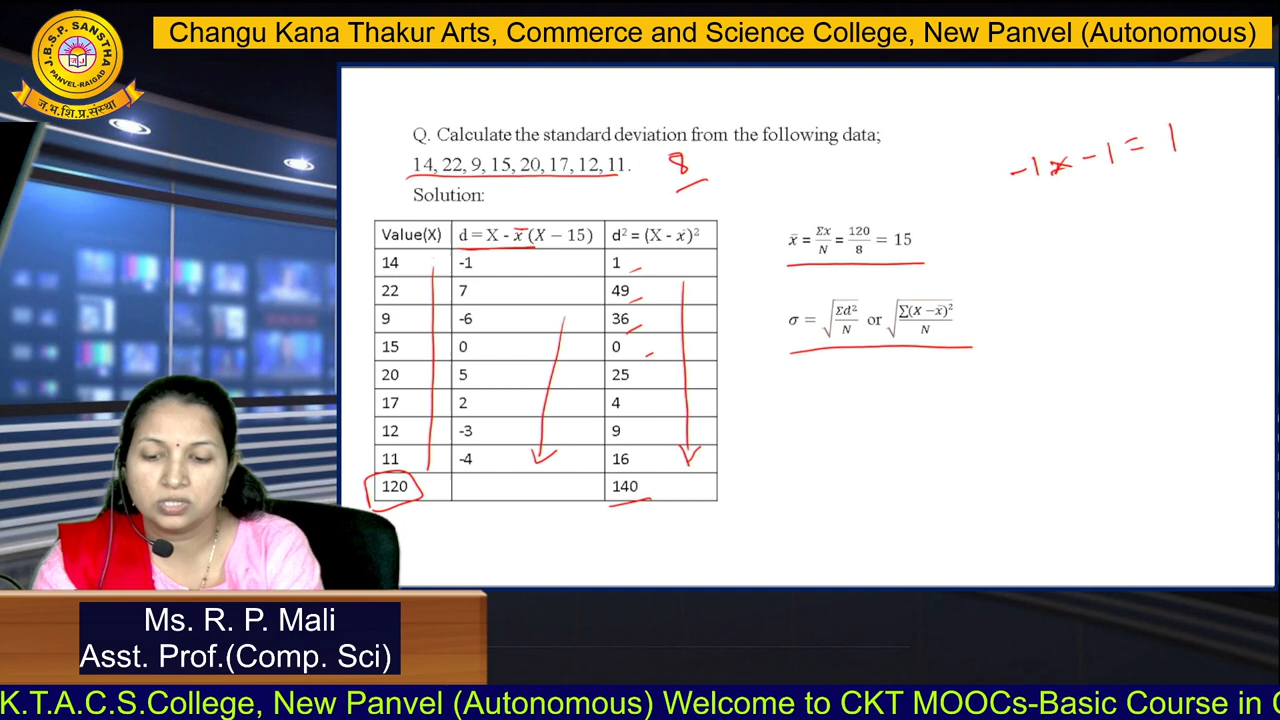 J.B.S.P. SANSTHA
PANVEL-RAIGAD
ज.भ.शि.प्र.संस्था
Changu Kana Thakur Arts, Commerce and Science College, New Panvel (Autonomous)
Q. Calculate the standard deviation from the following data;
14, 22, 9, 15, 20, 17, 12, 11. 8
-1 x -1 = 1
Solution:
Value(X) d = X - x̄ (X – 15) d² = (X - x̄)²
14 -1 1
22 7 49
9 -6 36
15 0 0
20 5 25
17 2 4
12 -3 9
11 -4 16
120 140
x̄ = Σx/N = 120/8 = 15
σ = √(Σd²/N) or √(∑(X – x̄)²/N)
Ms. R. P. Mali
Asst. Prof.(Comp. Sci)
K.T.A.C.S.College, New Panvel (Autonomous) Welcome to CKT MOOCs-Basic Course in